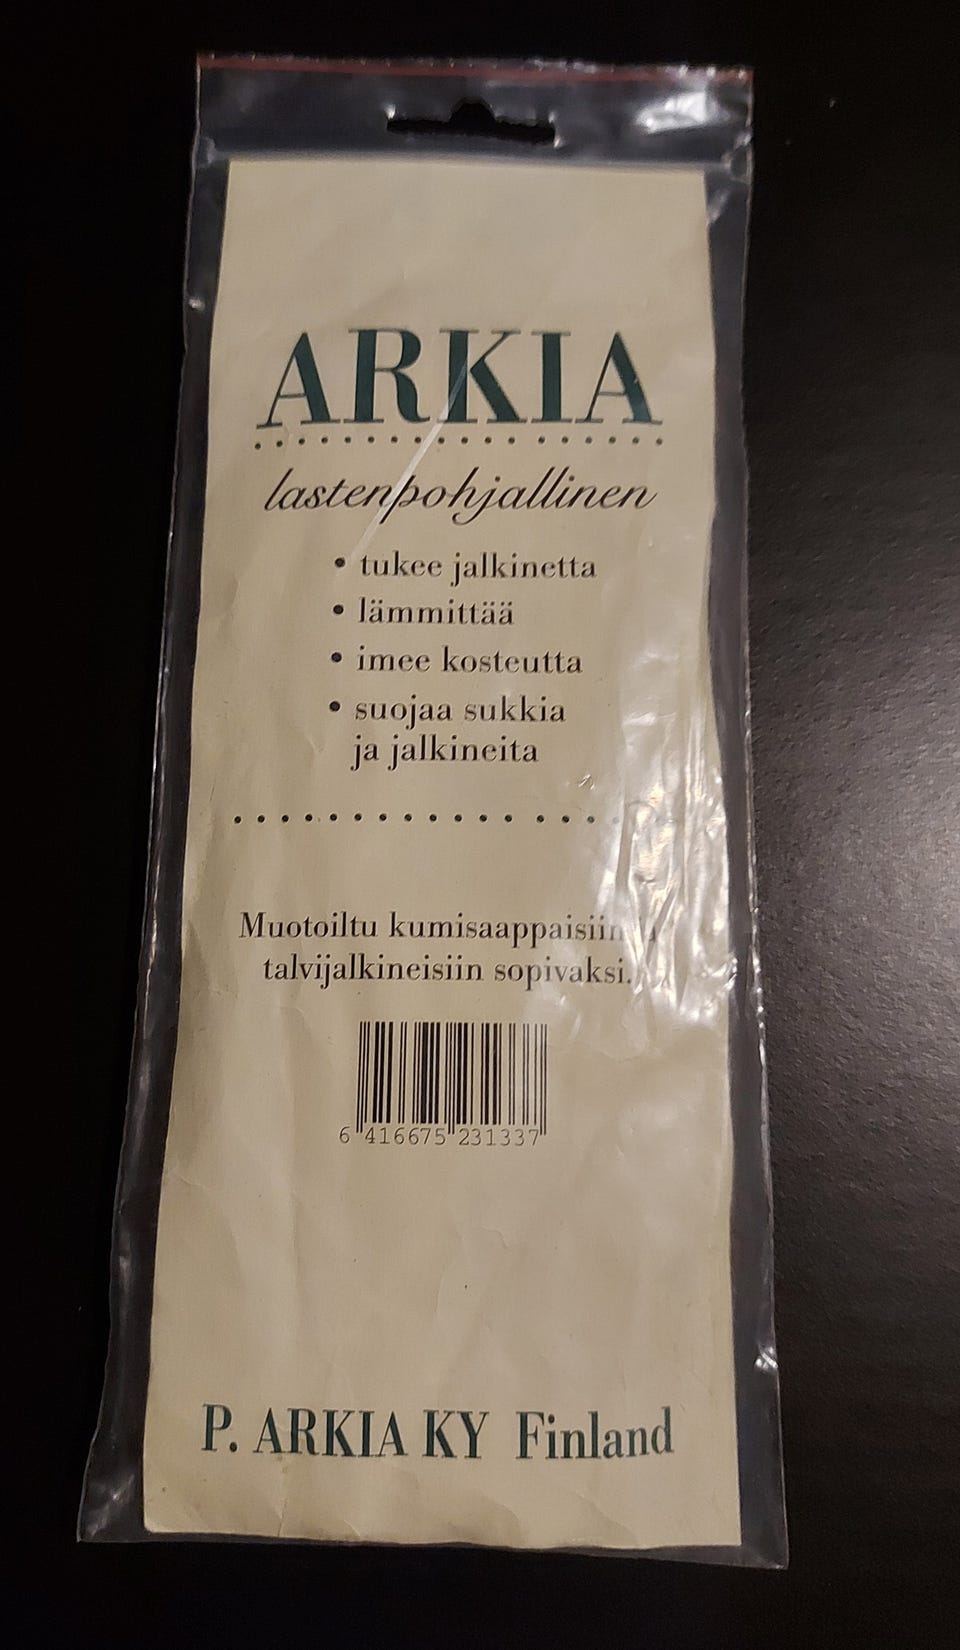 ARKIA
lastenpohjallinen
• tukee jalkinetta
• lämmittää
• imee kosteutta
• suojaa sukkia
ja jalkineita
Muotoiltu kumisaappaisiin
talvijalkineisiin sopivaksi.
6 416675 231337
P. ARKIA KY Finland